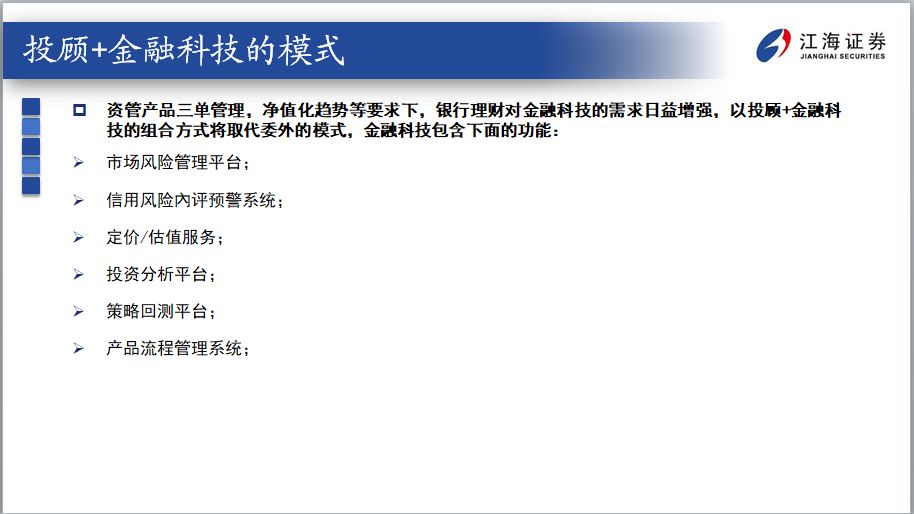 投顾+金融科技的模式
江海证券
JIANGHAI SECURITIES
资管产品三单管理，净值化趋势等要求下，银行理财对金融科技的需求日益增强，以投顾+金融科
技的组合方式将取代委外的模式，金融科技包含下面的功能：
市场风险管理平台；
信用风险内评预警系统；
定价/估值服务；
投资分析平台；
策略回测平台；
产品流程管理系统；